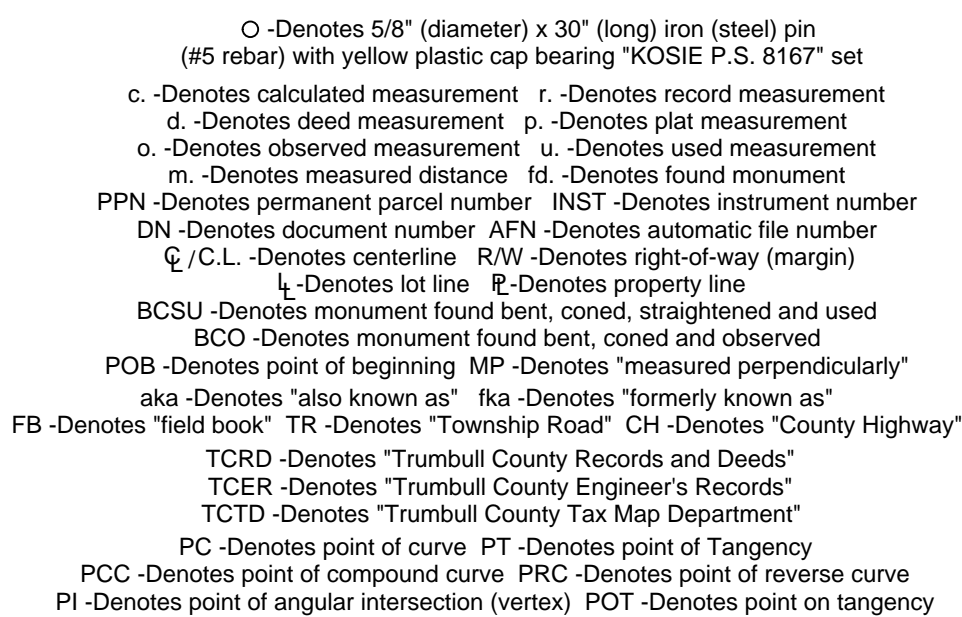 O -Denotes 5/8" (diameter) x 30" (long) iron (steel) pin
(#5 rebar) with yellow plastic cap bearing "KOSIE P.S. 8167" set
c. -Denotes calculated measurement r. -Denotes record measurement
d. -Denotes deed measurement p. -Denotes plat measurement
o. -Denotes observed measurement u. -Denotes used measurement
m. -Denotes measured distance fd. -Denotes found monument
PPN -Denotes permanent parcel number INST -Denotes instrument number
DN -Denotes document number AFN -Denotes automatic file number
℄ /C.L. -Denotes centerline R/W -Denotes right-of-way (margin)
LL -Denotes lot line PL -Denotes property line
BCSU -Denotes monument found bent, coned, straightened and used
BCO -Denotes monument found bent, coned and observed
POB -Denotes point of beginning MP -Denotes "measured perpendicularly"
aka -Denotes "also known as" fka -Denotes "formerly known as"
FB -Denotes "field book" TR -Denotes "Township Road" CH -Denotes "County Highway"
TCRD -Denotes "Trumbull County Records and Deeds"
TCER -Denotes "Trumbull County Engineer's Records"
TCTD -Denotes "Trumbull County Tax Map Department"
PC -Denotes point of curve PT -Denotes point of Tangency
PCC -Denotes point of compound curve PRC -Denotes point of reverse curve
PI -Denotes point of angular intersection (vertex) POT -Denotes point on tangency